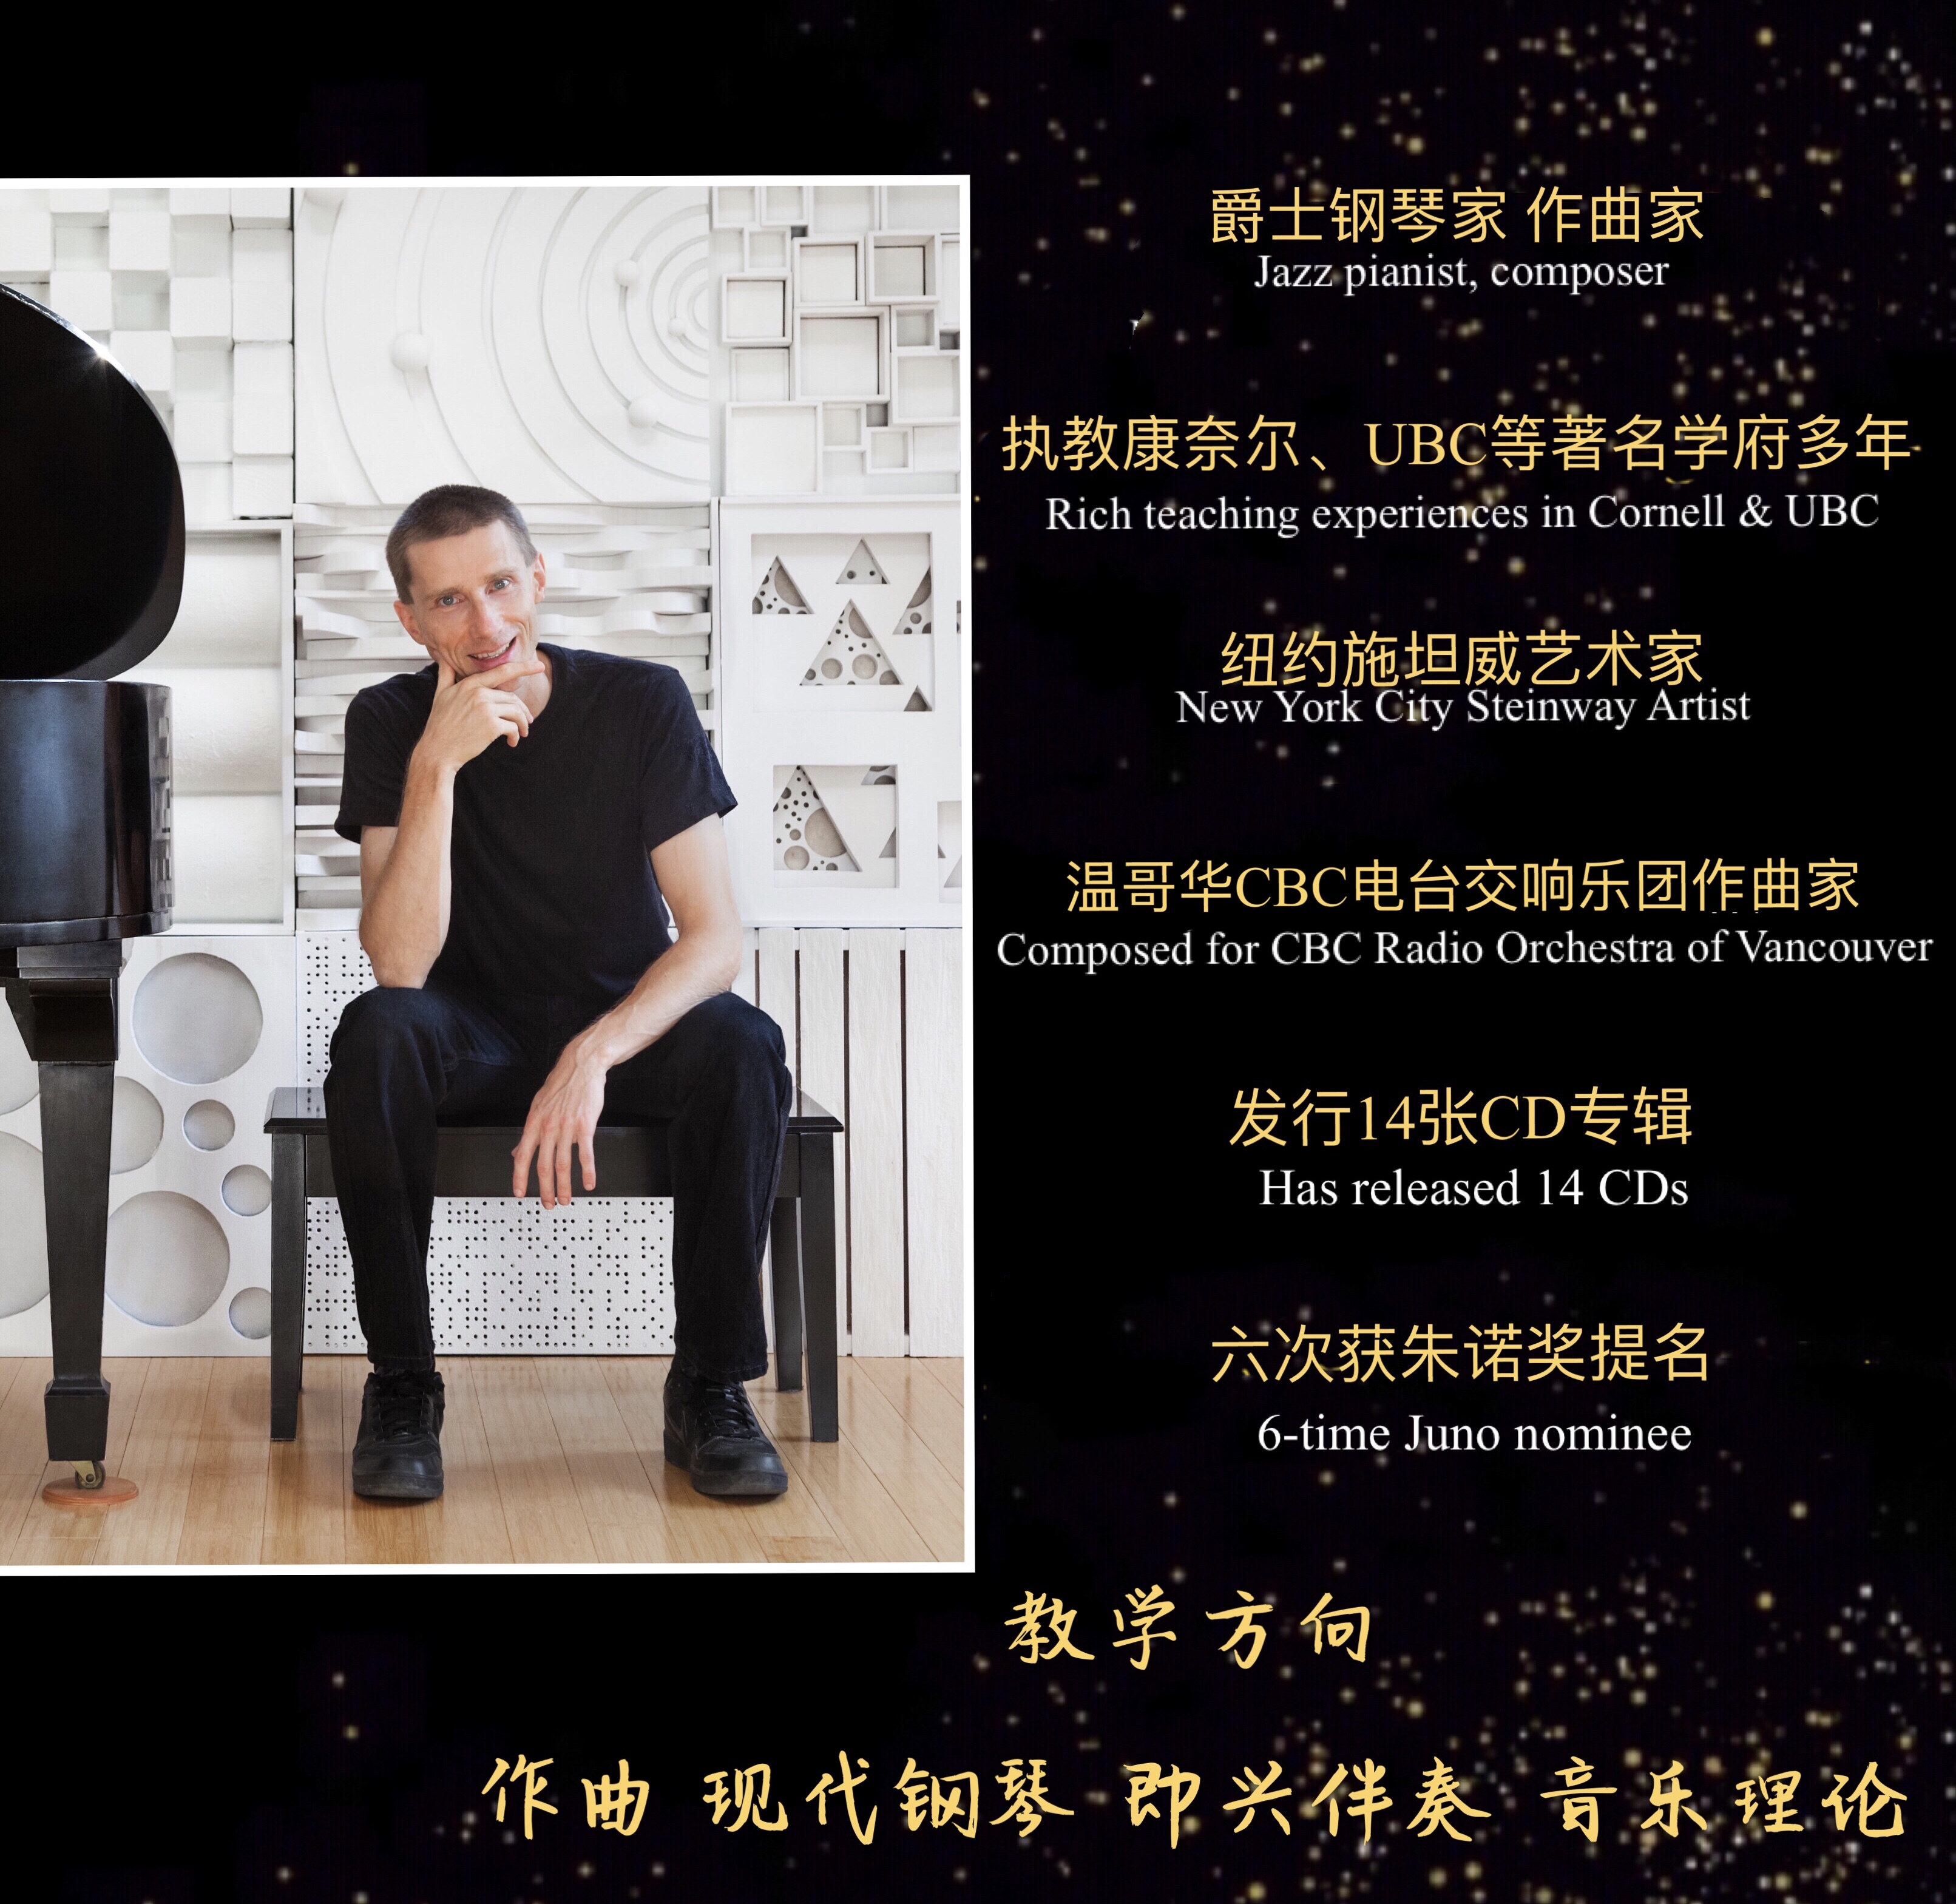 爵士钢琴家 作曲家
Jazz pianist, composer
执教康奈尔、UBC等著名学府多年
Rich teaching experiences in Cornell & UBC
纽约施坦威艺术家
New York City Steinway Artist
温哥华CBC电台交响乐团作曲家
Composed for CBC Radio Orchestra of Vancouver
发行14张CD专辑
Has released 14 CDs
六次获朱诺奖提名
6-time Juno nominee
教学方向
作曲 现代钢琴 即兴伴奏 音乐理论